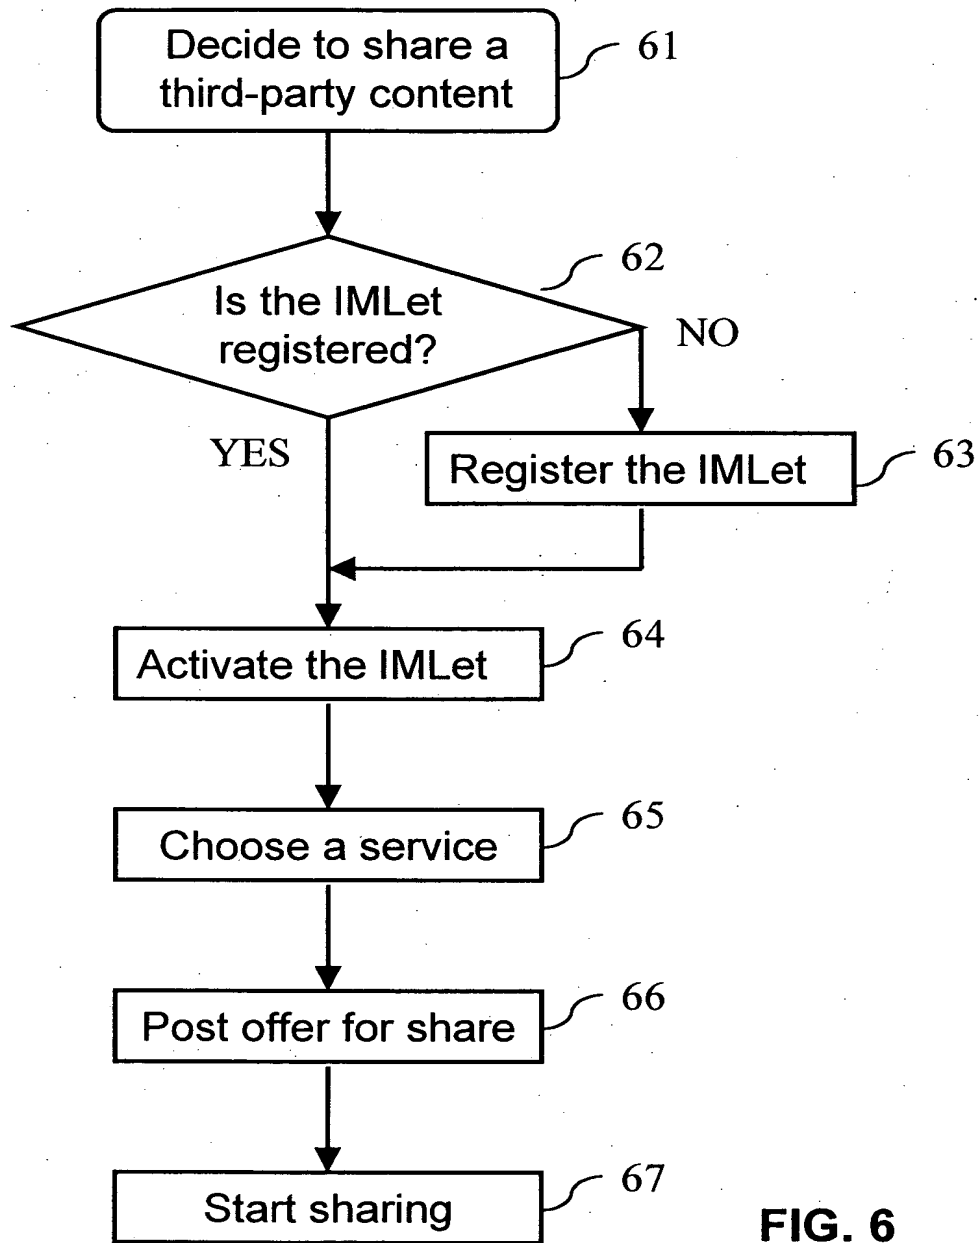 Decide to share a
third-party content
61
62
Is the IMLet
registered?
NO
YES
Register the IMLet
63
Activate the IMLet
64
Choose a service
65
Post offer for share
66
Start sharing
67
FIG. 6